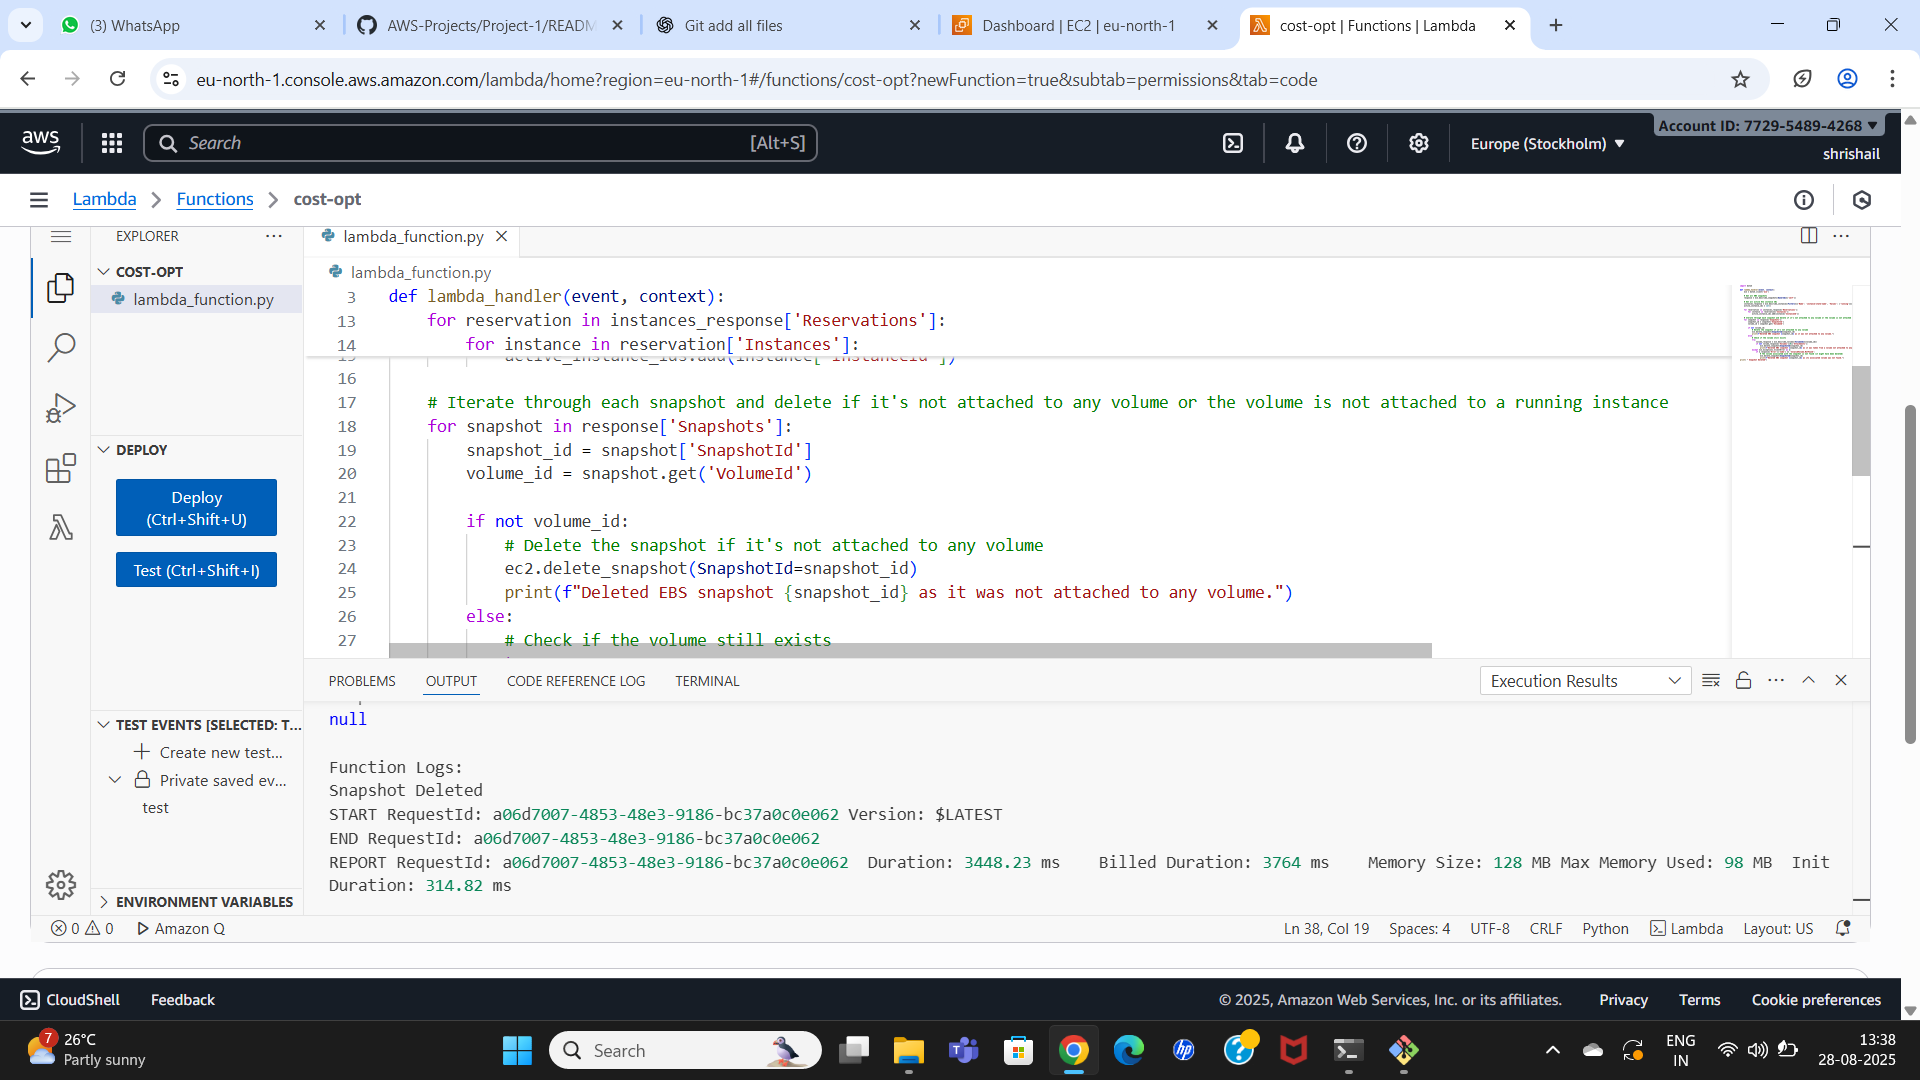 (3) WhatsApp
AWS-Projects/Project-1/READM
Git add all files
Dashboard | EC2 | eu-north-1
cost-opt | Functions | Lambda
eu-north-1.console.aws.amazon.com/lambda/home?region=eu-north-1#/functions/cost-opt?newFunction=true&subtab=permissions&tab=code
aws
Search
[Alt+S]
Europe (Stockholm)
Account ID: 7729-5489-4268
shrishail
Lambda
Functions
cost-opt
EXPLORER
lambda_function.py
COST-OPT
lambda_function.py
DEPLOY
Deploy
(Ctrl+Shift+U)
Test (Ctrl+Shift+I)
TEST EVENTS [SELECTED: T...
Create new test...
Private saved ev...
test
ENVIRONMENT VARIABLES
lambda_function.py
3 def lambda_handler(event, context):
13 for reservation in instances_response['Reservations']:
14 for instance in reservation['Instances']:
15 active_instance_ids.add(instance['InstanceId'])
16
17 # Iterate through each snapshot and delete if it's not attached to any volume or the volume is not attached to a running instance
18 for snapshot in response['Snapshots']:
19 snapshot_id = snapshot['SnapshotId']
20 volume_id = snapshot.get('VolumeId')
21
22 if not volume_id:
23 # Delete the snapshot if it's not attached to any volume
24 ec2.delete_snapshot(SnapshotId=snapshot_id)
25 print(f"Deleted EBS snapshot {snapshot_id} as it was not attached to any volume.")
26 else:
27 # Check if the volume still exists
PROBLEMS
OUTPUT
CODE REFERENCE LOG
TERMINAL
Execution Results
null
Function Logs:
Snapshot Deleted
START RequestId: a06d7007-4853-48e3-9186-bc37a0c0e062 Version: $LATEST
END RequestId: a06d7007-4853-48e3-9186-bc37a0c0e062
REPORT RequestId: a06d7007-4853-48e3-9186-bc37a0c0e062 Duration: 3448.23 ms Billed Duration: 3764 ms Memory Size: 128 MB Max Memory Used: 98 MB Init
Duration: 314.82 ms
0 0
Amazon Q
Ln 38, Col 19
Spaces: 4
UTF-8
CRLF
Python
Lambda
Layout: US
CloudShell
Feedback
© 2025, Amazon Web Services, Inc. or its affiliates.
Privacy
Terms
Cookie preferences
7
26°C
Partly sunny
Search
ENG
IN
13:38
28-08-2025